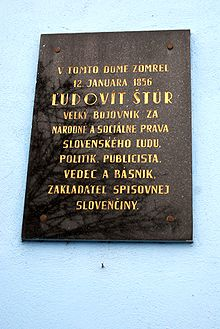 V TOMTO DOME ZOMREL
12. JANUARA 1856
ĽUDOVÍT ŠTÚR
VEĽKÝ BOJOVNÍK ZA
NÁRODNÉ A SOCIÁLNE PRÁVA
SLOVENSKÉHO ĽUDU,
POLITIK, PUBLICISTA,
VEDEC A BÁSNIK,
ZAKLADATEĽ SPISOVNEJ
SLOVENČINY.